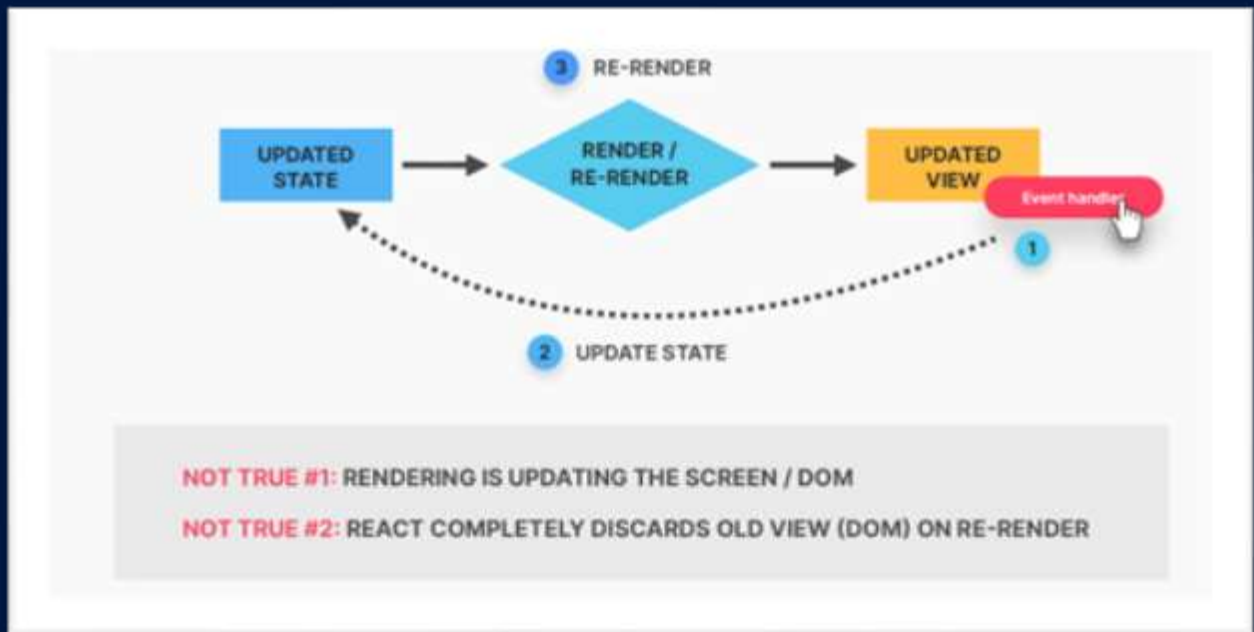 3 RE-RENDER
UPDATED
STATE
RENDER /
RE-RENDER
UPDATED
VIEW
Event handler
1
2 UPDATE STATE
NOT TRUE #1: RENDERING IS UPDATING THE SCREEN / DOM
NOT TRUE #2: REACT COMPLETELY DISCARDS OLD VIEW (DOM) ON RE-RENDER